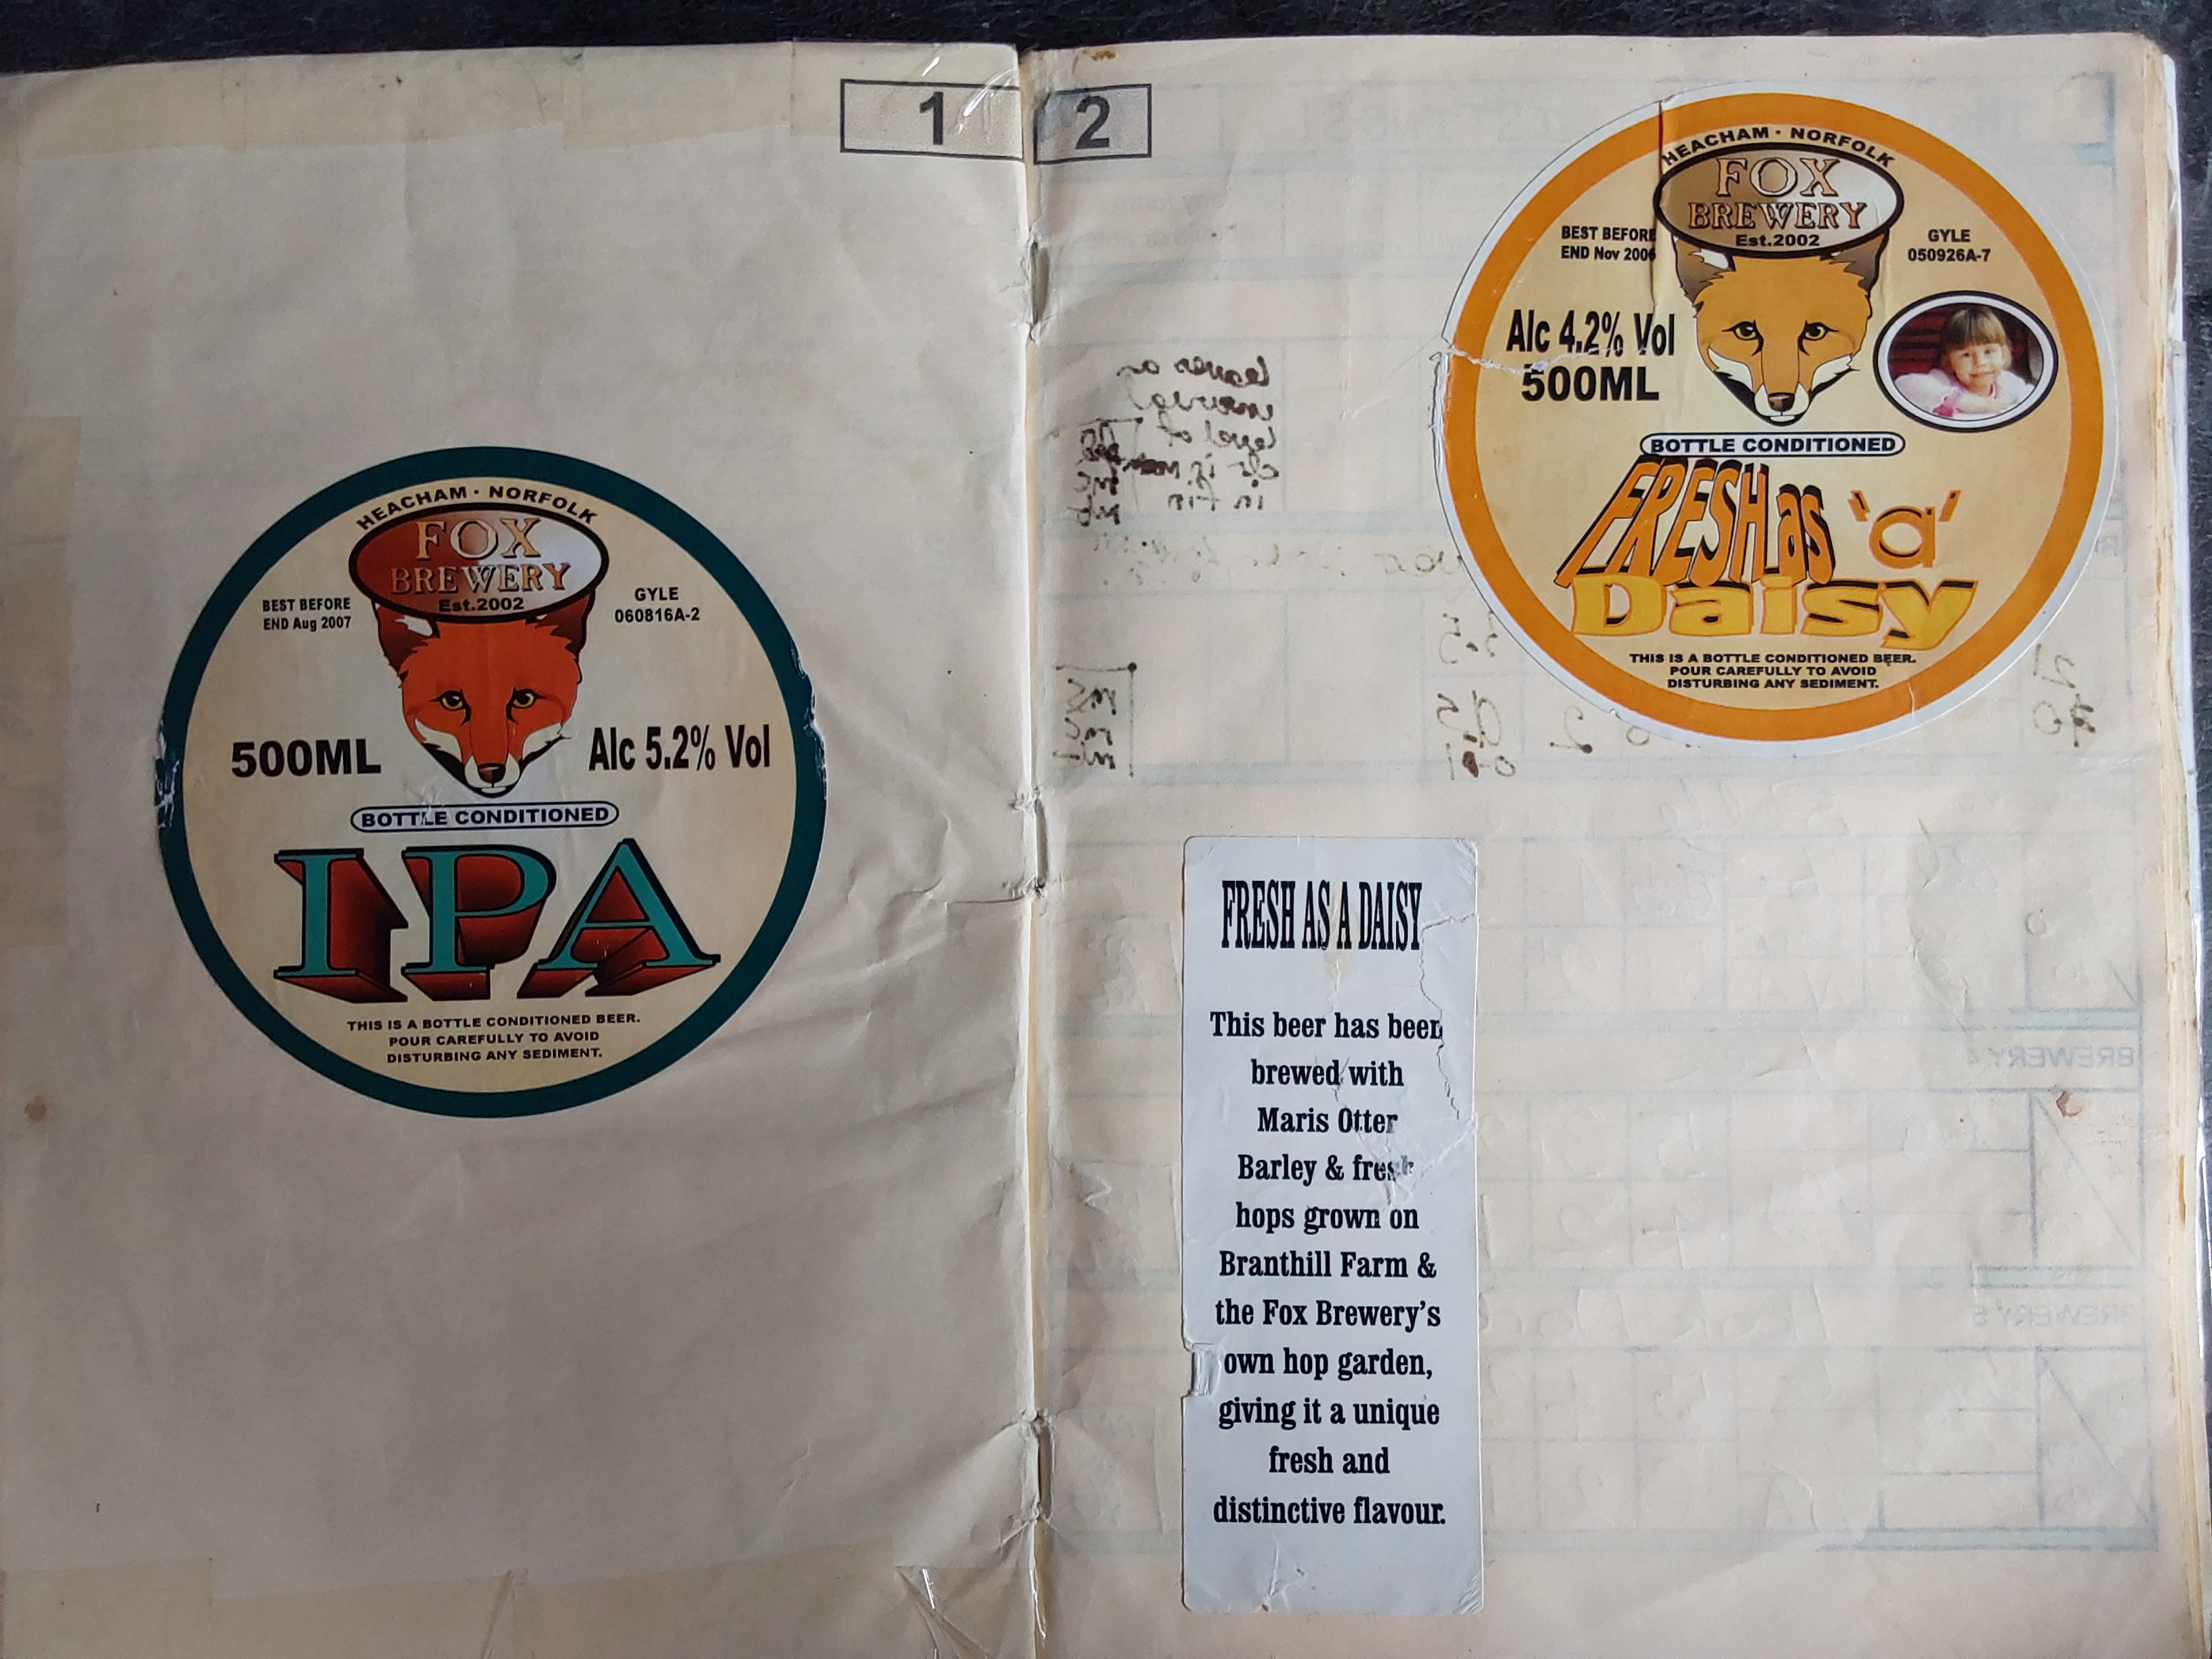 1
HEACHAM · NORFOLK
FOX
BREWERY
Est.2002
BEST BEFORE
END Aug 2007
GYLE
060816A-2
500ML
Alc 5.2% Vol
BOTTLE CONDITIONED
IPA
THIS IS A BOTTLE CONDITIONED BEER.
POUR CAREFULLY TO AVOID
DISTURBING ANY SEDIMENT.
2
HEACHAM · NORFOLK
FOX
BREWERY
Est.2002
BEST BEFORE
END Nov 2006
GYLE
050926A-7
Alc 4.2% Vol
500ML
BOTTLE CONDITIONED
FRESH as 'a'
Daisy
THIS IS A BOTTLE CONDITIONED BEER.
POUR CAREFULLY TO AVOID
DISTURBING ANY SEDIMENT.
FRESH AS A DAISY
This beer has been
brewed with
Maris Otter
Barley & fresh
hops grown on
Branthill Farm &
the Fox Brewery's
own hop garden,
giving it a unique
fresh and
distinctive flavour.
BREWERY 4
BREWERY 5